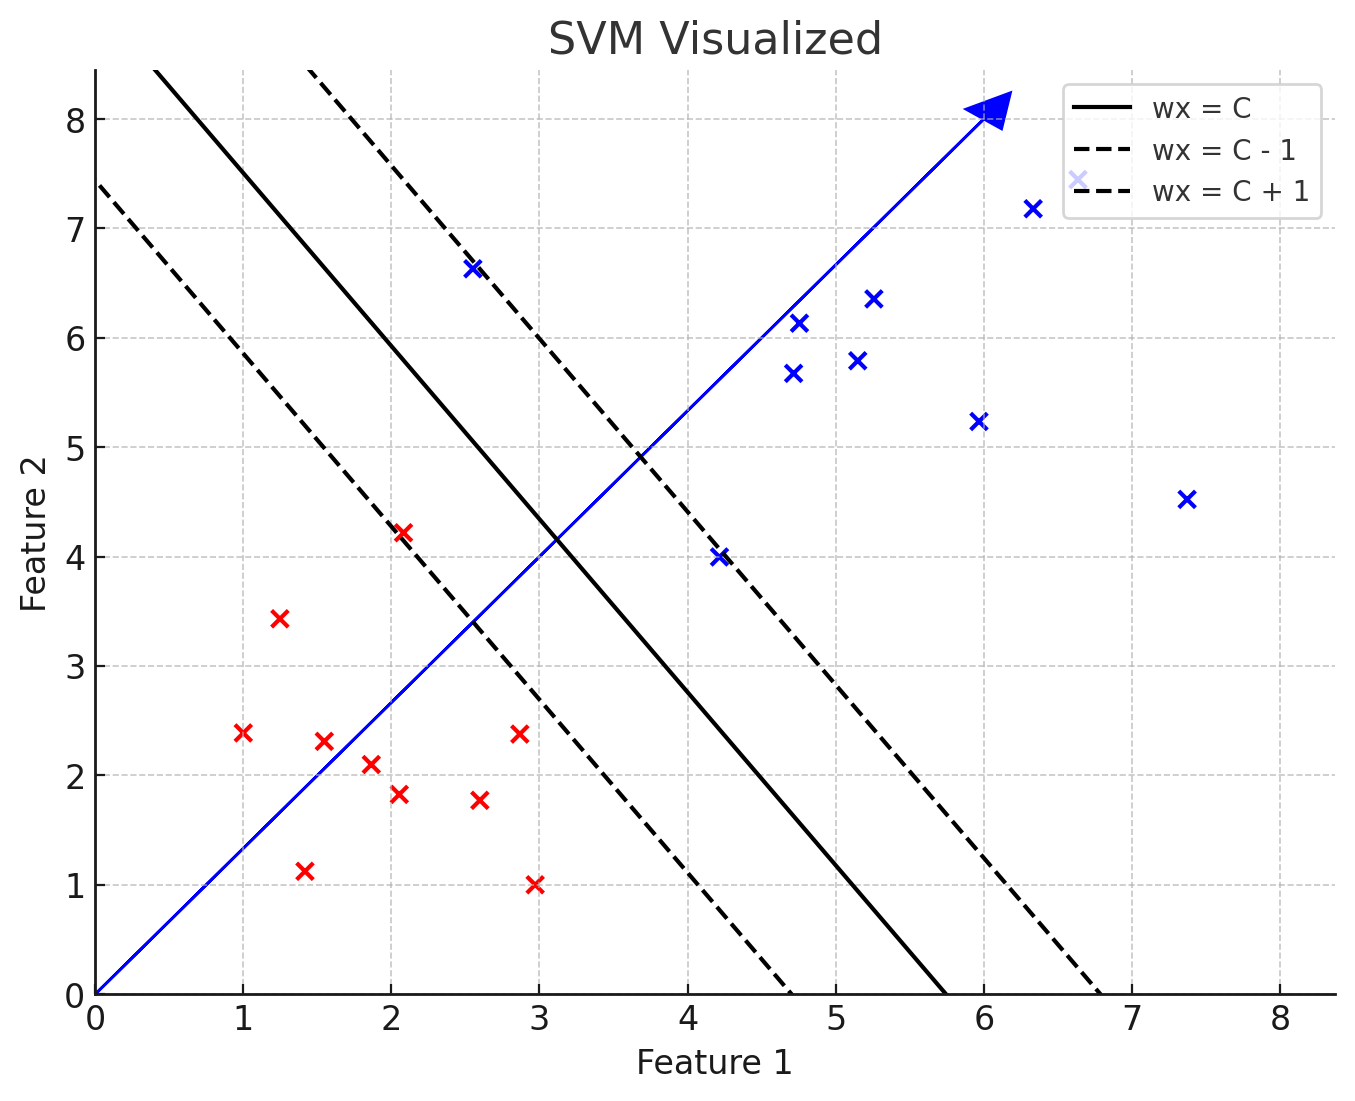 SVM Visualized
wx = C
wx = C - 1
wx = C + 1
8
7
6
5
4
3
2
1
0
Feature 2
0 1 2 3 4 5 6 7 8
Feature 1